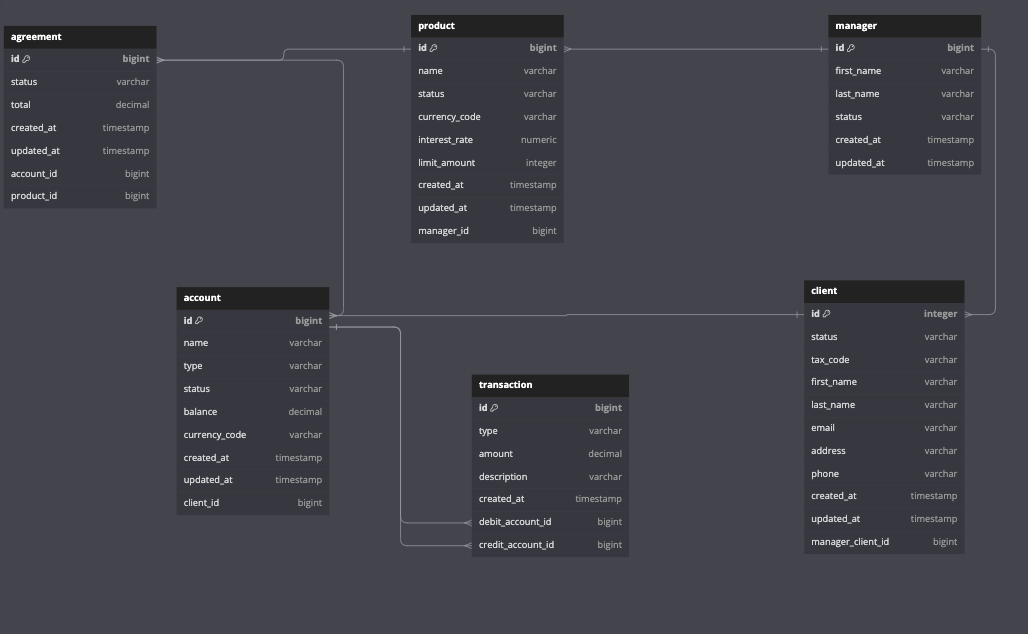 agreement
id bigint
status varchar
total decimal
created_at timestamp
updated_at timestamp
account_id bigint
product_id bigint
product
id bigint
name varchar
status varchar
currency_code varchar
interest_rate numeric
limit_amount integer
created_at timestamp
updated_at timestamp
manager_id bigint
manager
id bigint
first_name varchar
last_name varchar
status varchar
created_at timestamp
updated_at timestamp
account
id bigint
name varchar
type varchar
status varchar
balance decimal
currency_code varchar
created_at timestamp
updated_at timestamp
client_id bigint
transaction
id bigint
type varchar
amount decimal
description varchar
created_at timestamp
debit_account_id bigint
credit_account_id bigint
client
id integer
status varchar
tax_code varchar
first_name varchar
last_name varchar
email varchar
address varchar
phone varchar
created_at timestamp
updated_at timestamp
manager_client_id bigint